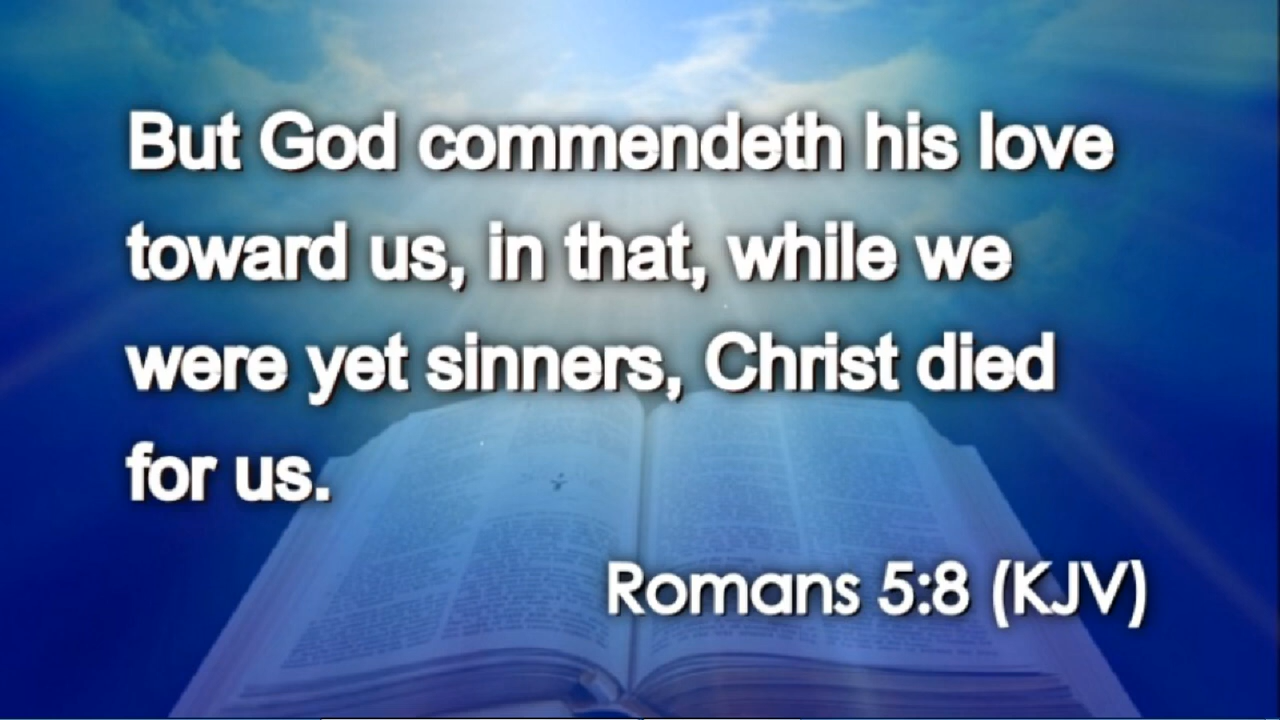 But God commendeth his love
toward us, in that, while we
were yet sinners, Christ died
for us.
Romans 5:8 (KJV)